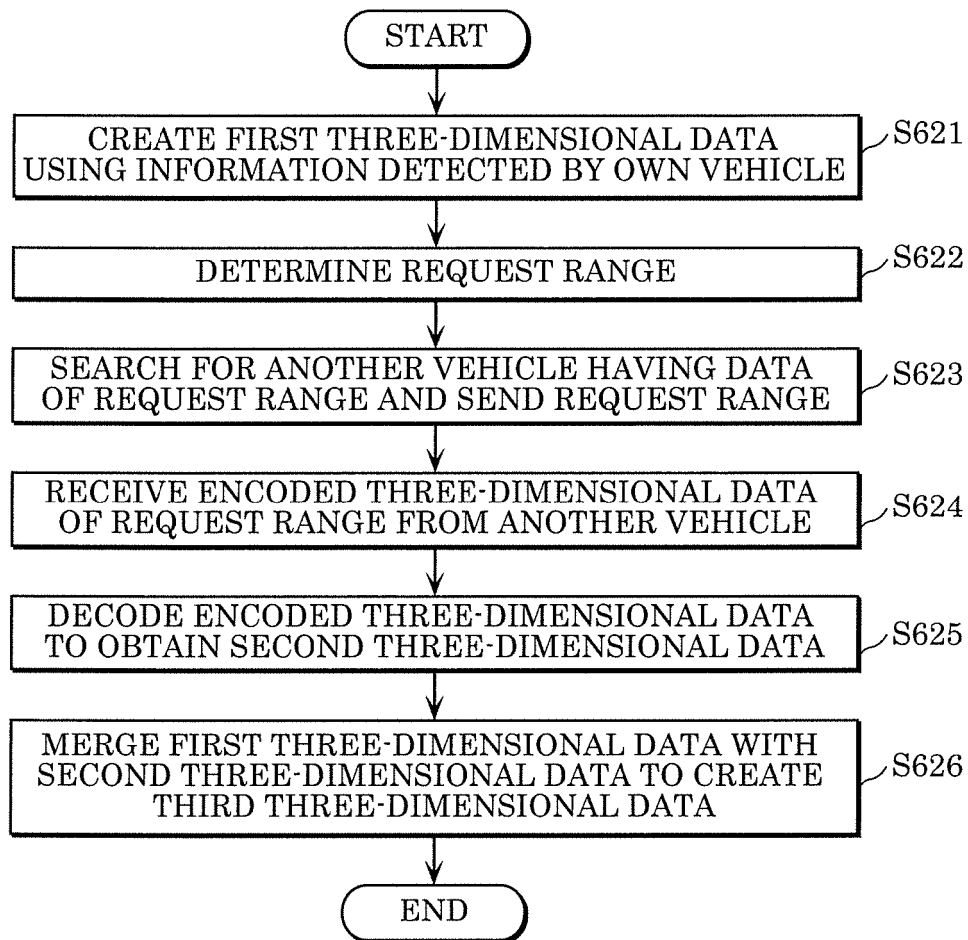 START
CREATE FIRST THREE-DIMENSIONAL DATA
USING INFORMATION DETECTED BY OWN VEHICLE
S621
DETERMINE REQUEST RANGE
S622
SEARCH FOR ANOTHER VEHICLE HAVING DATA
OF REQUEST RANGE AND SEND REQUEST RANGE
S623
RECEIVE ENCODED THREE-DIMENSIONAL DATA
OF REQUEST RANGE FROM ANOTHER VEHICLE
S624
DECODE ENCODED THREE-DIMENSIONAL DATA
TO OBTAIN SECOND THREE-DIMENSIONAL DATA
S625
MERGE FIRST THREE-DIMENSIONAL DATA WITH
SECOND THREE-DIMENSIONAL DATA TO CREATE
THIRD THREE-DIMENSIONAL DATA
S626
END